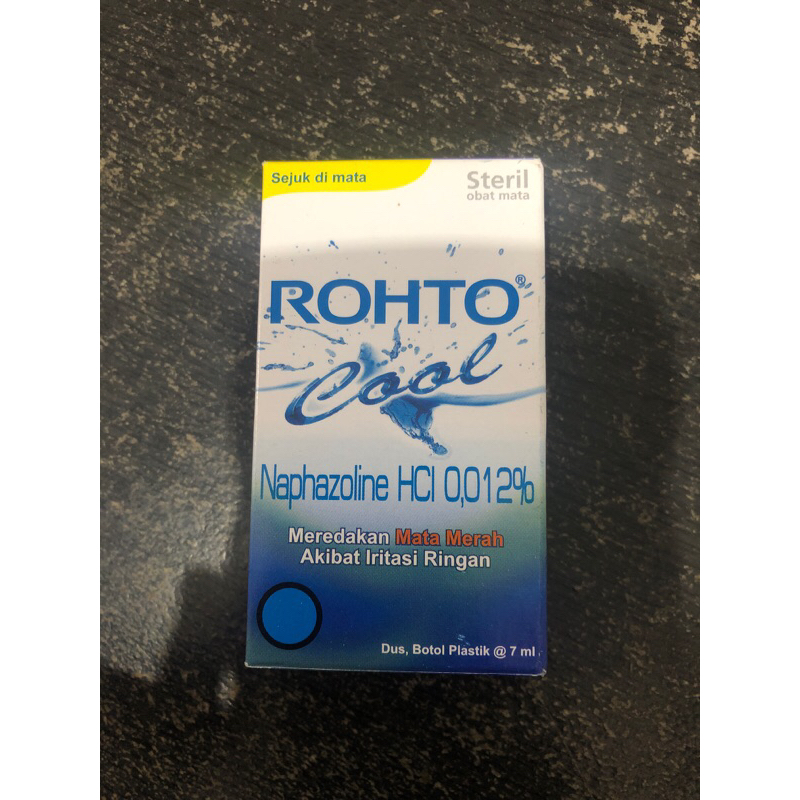 Sejuk di mata
Steril
obat mata
ROHTO®
Cool
Naphazoline HCl 0,012%
Meredakan Mata Merah
Akibat Iritasi Ringan
Dus, Botol Plastik @ 7 ml